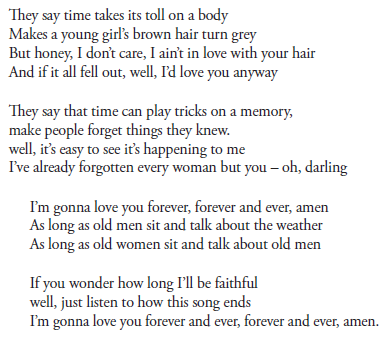 They say time takes its toll on a body
Makes a young girl's brown hair turn grey
But honey, I don't care, I ain't in love with your hair
And if it all fell out, well, I'd love you anyway
They say that time can play tricks on a memory,
make people forget things they knew.
well, it's easy to see it's happening to me
I've already forgotten every woman but you – oh, darling
I'm gonna love you forever, forever and ever, amen
As long as old men sit and talk about the weather
As long as old women sit and talk about old men
If you wonder how long I'll be faithful
well, just listen to how this song ends
I'm gonna love you forever and ever, forever and ever, amen.